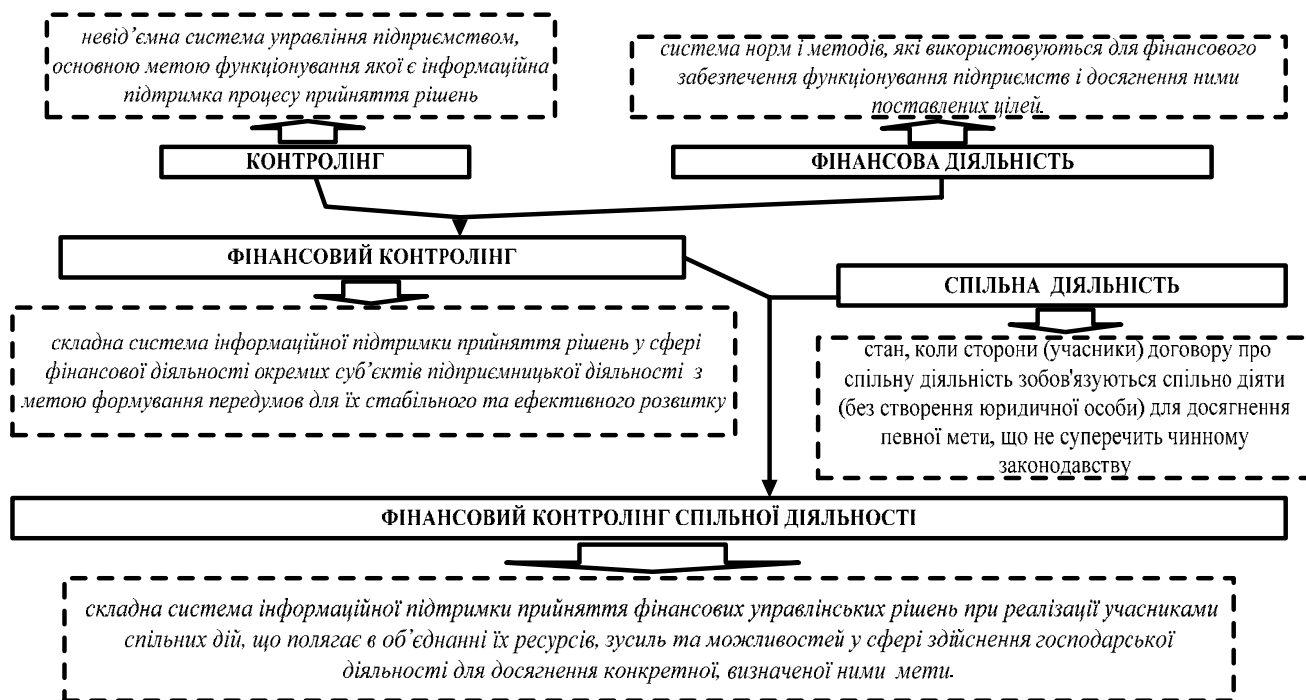 невід’ємна система управління підприємством,
основною метою функціонування якої є інформаційна
підтримка процесу прийняття рішень
система норм і методів, які використовуються для фінансового
забезпечення функціонування підприємств і досягнення ними
поставлених цілей.
КОНТРОЛІНГ
ФІНАНСОВА ДІЯЛЬНІСТЬ
ФІНАНСОВИЙ КОНТРОЛІНГ
СПІЛЬНА ДІЯЛЬНІСТЬ
складна система інформаційної підтримки прийняття рішень у сфері
фінансової діяльності окремих суб’єктів підприємницької діяльності з
метою формування передумов для їх стабільного та ефективного розвитку
стан, коли сторони (учасники) договору про
спільну діяльність зобов'язуються спільно діяти
(без створення юридичної особи) для досягнення
певної мети, що не суперечить чинному
законодавству
ФІНАНСОВИЙ КОНТРОЛІНГ СПІЛЬНОЇ ДІЯЛЬНОСТІ
складна система інформаційної підтримки прийняття фінансових управлінських рішень при реалізації учасниками
спільних дій, що полягає в об’єднанні їх ресурсів, зусиль та можливостей у сфері здійснення господарської
діяльності для досягнення конкретної, визначеної ними мети.